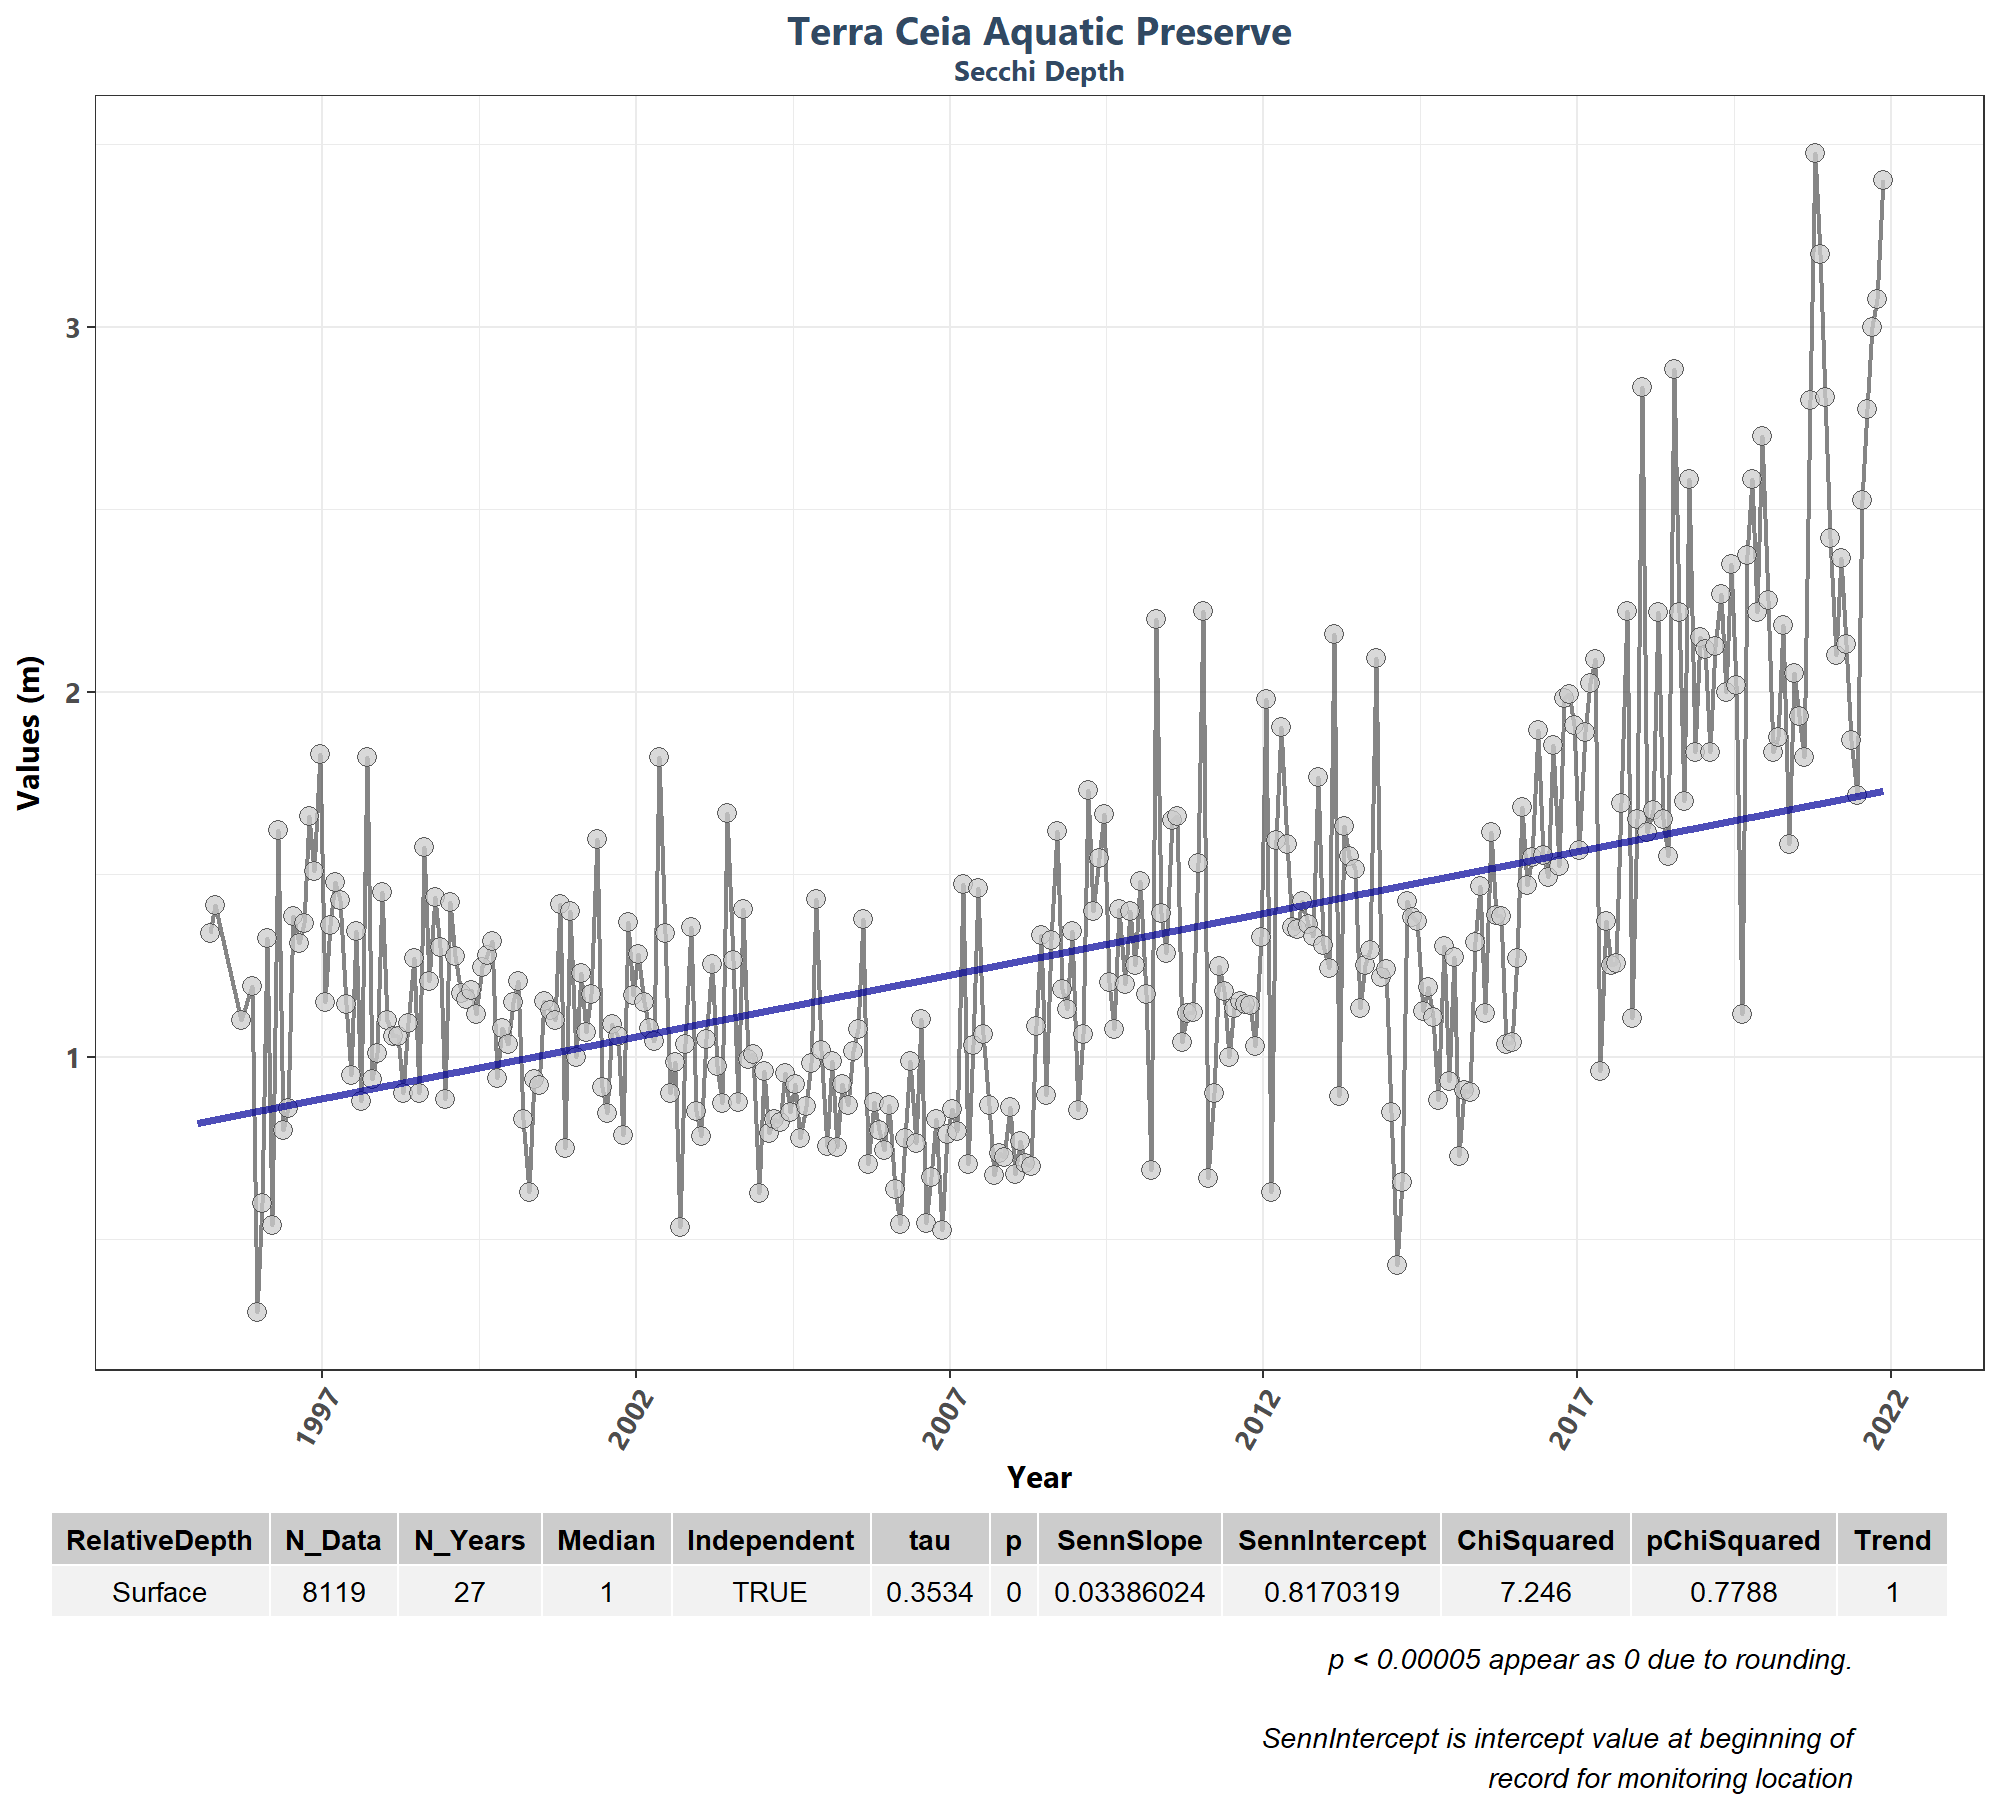 Terra Ceia Aquatic Preserve
Secchi Depth
Values (m)
3
2
1
1997 2002 2007 2012 2017 2022
Year
RelativeDepth N_Data N_Years Median Independent tau p SennSlope SennIntercept ChiSquared pChiSquared Trend
Surface 8119 27 1 TRUE 0.3534 0 0.03386024 0.8170319 7.246 0.7788 1
p < 0.00005 appear as 0 due to rounding.
SennIntercept is intercept value at beginning of
record for monitoring location